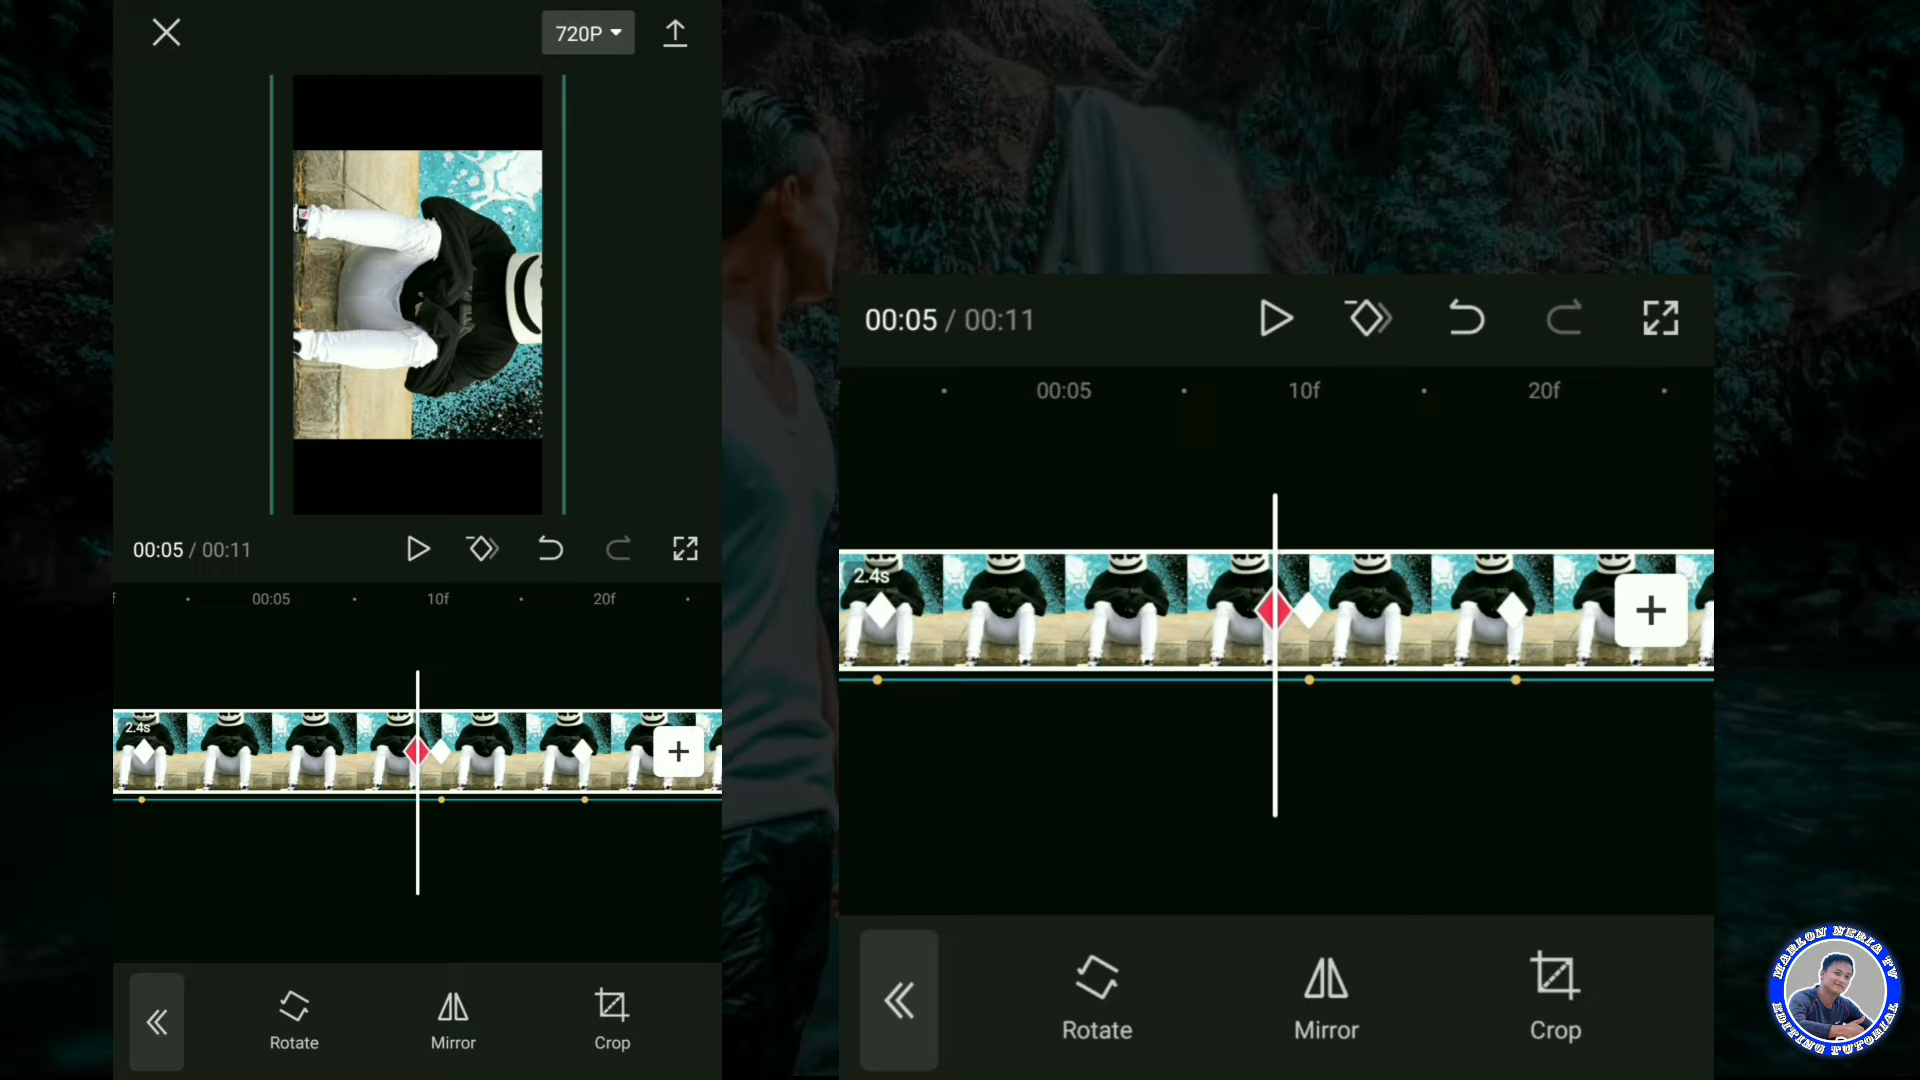 720P
00:05 / 00:11
f
00:05
10f
20f
2.4s
Rotate
Mirror
Crop
00:05 / 00:11
00:05
10f
20f
2.4s
Rotate
Mirror
Crop
MARLON NERIA TV
EDITING TUTORIAL